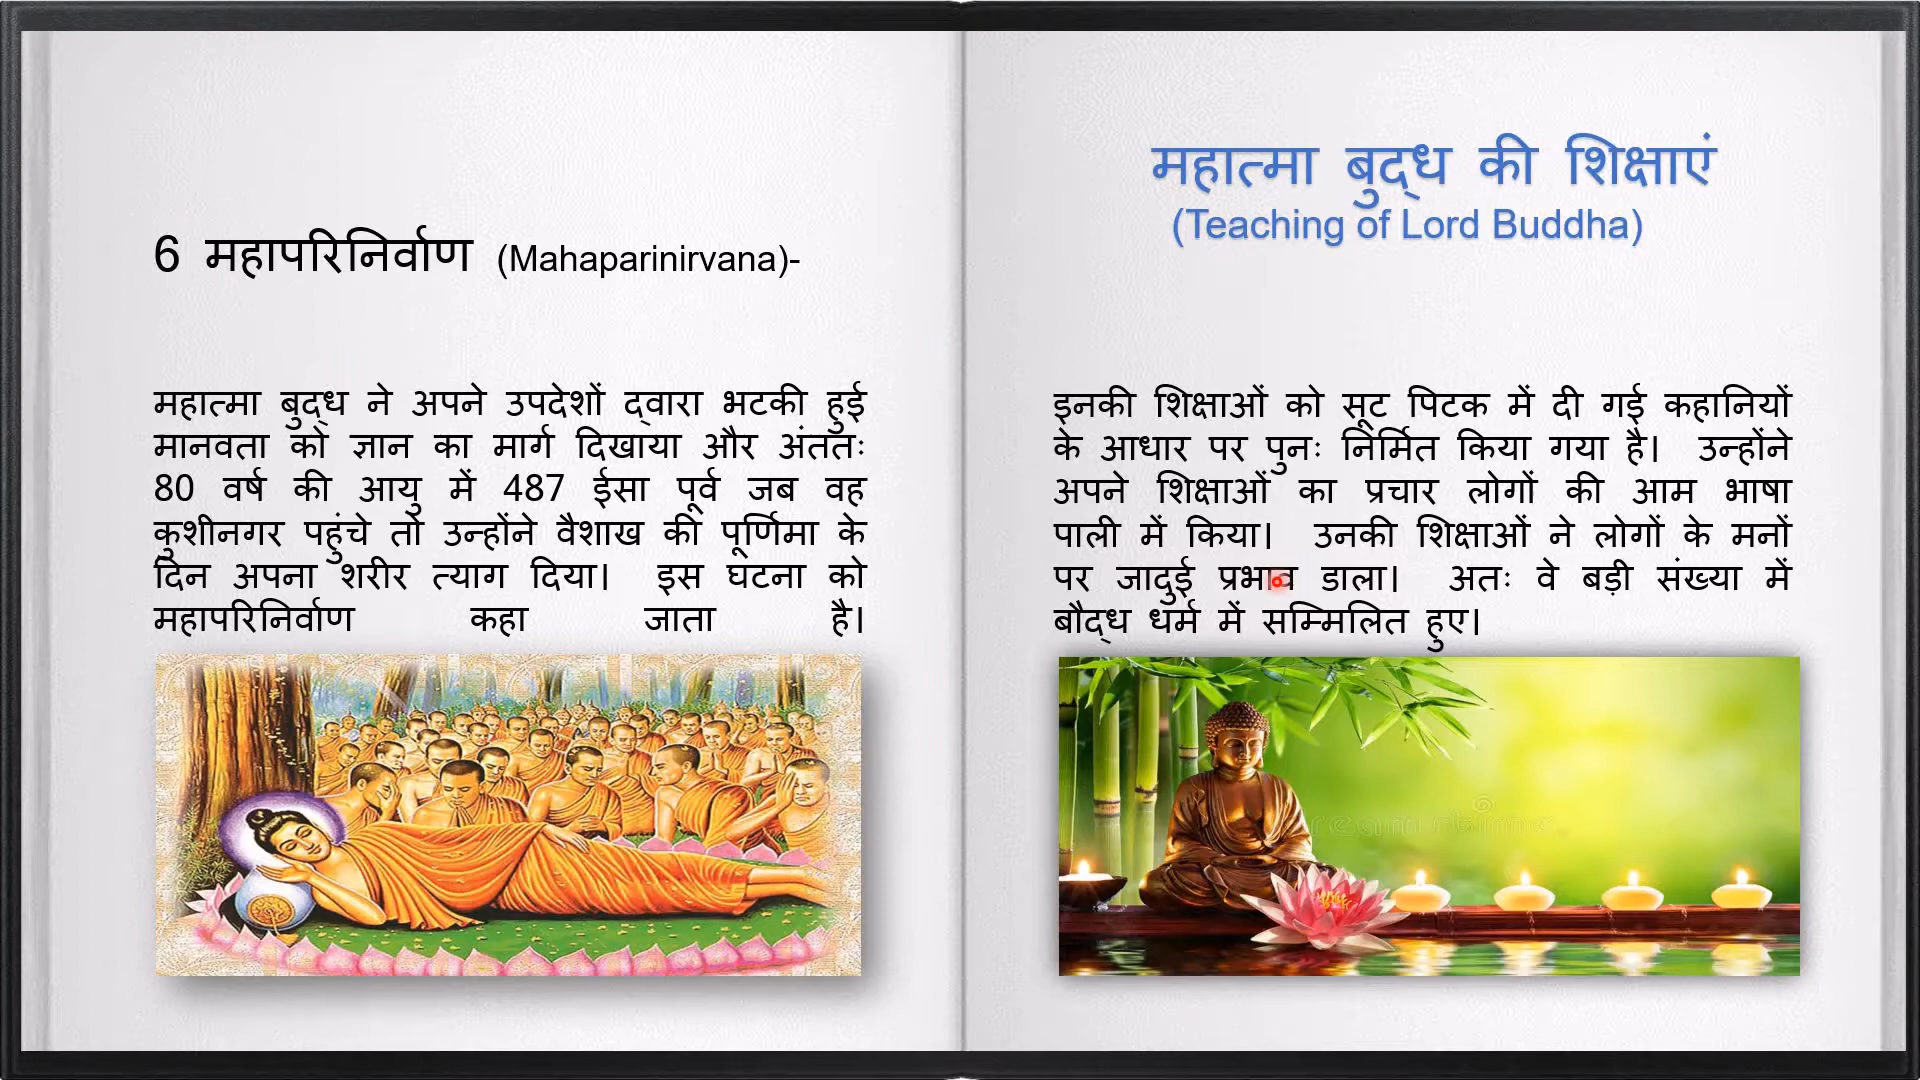 6 महापरिनिर्वाण (Mahaparinirvana)-
महात्मा बुद्ध ने अपने उपदेशों द्वारा भटकी हुई
मानवता को ज्ञान का मार्ग दिखाया और अंततः
80 वर्ष की आयु में 487 ईसा पूर्व जब वह
कुशीनगर पहुंचे तो उन्होंने वैशाख की पूर्णिमा के
दिन अपना शरीर त्याग दिया। इस घटना को
महापरिनिर्वाण कहा जाता है।
महात्मा बुद्ध की शिक्षाएं
(Teaching of Lord Buddha)
इनकी शिक्षाओं को सूट पिटक में दी गई कहानियों
के आधार पर पुनः निर्मित किया गया है। उन्होंने
अपने शिक्षाओं का प्रचार लोगों की आम भाषा
पाली में किया। उनकी शिक्षाओं ने लोगों के मनों
पर जादुई प्रभाव डाला। अतः वे बड़ी संख्या में
बौद्ध धर्म में सम्मिलित हुए।